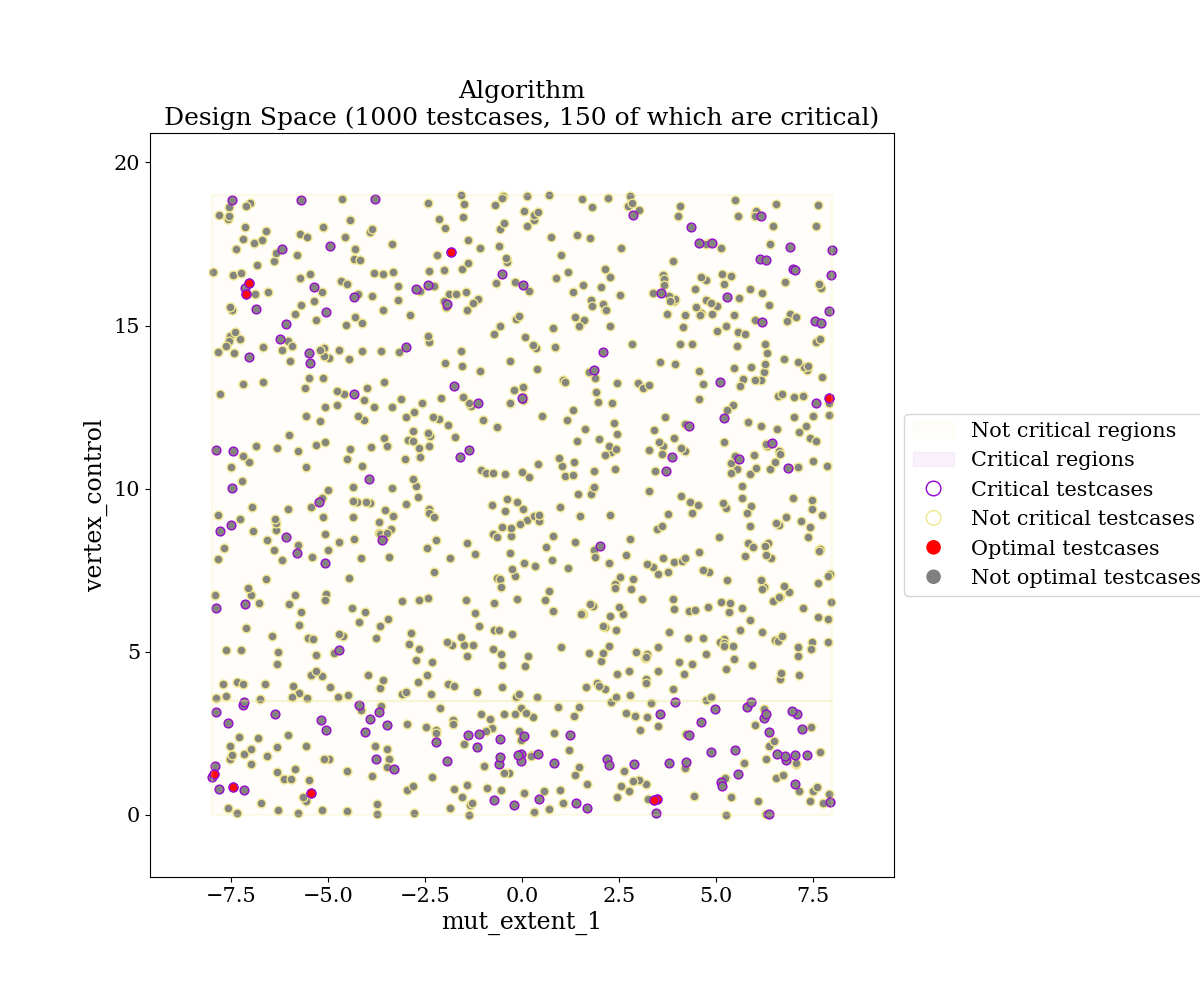 Algorithm
Design Space (1000 testcases, 150 of which are critical)
20
15
10
5
0
vertex_control
−7.5 −5.0 −2.5 0.0 2.5 5.0 7.5
mut_extent_1
Not critical regions
Critical regions
Critical testcases
Not critical testcases
Optimal testcases
Not optimal testcases